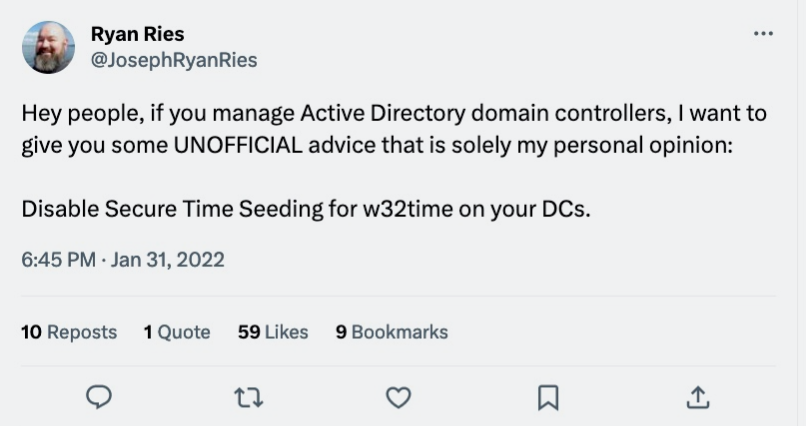 Ryan Ries
@JosephRyanRies
Hey people, if you manage Active Directory domain controllers, I want to
give you some UNOFFICIAL advice that is solely my personal opinion:
Disable Secure Time Seeding for w32time on your DCs.
6:45 PM · Jan 31, 2022
10 Reposts 1 Quote 59 Likes 9 Bookmarks